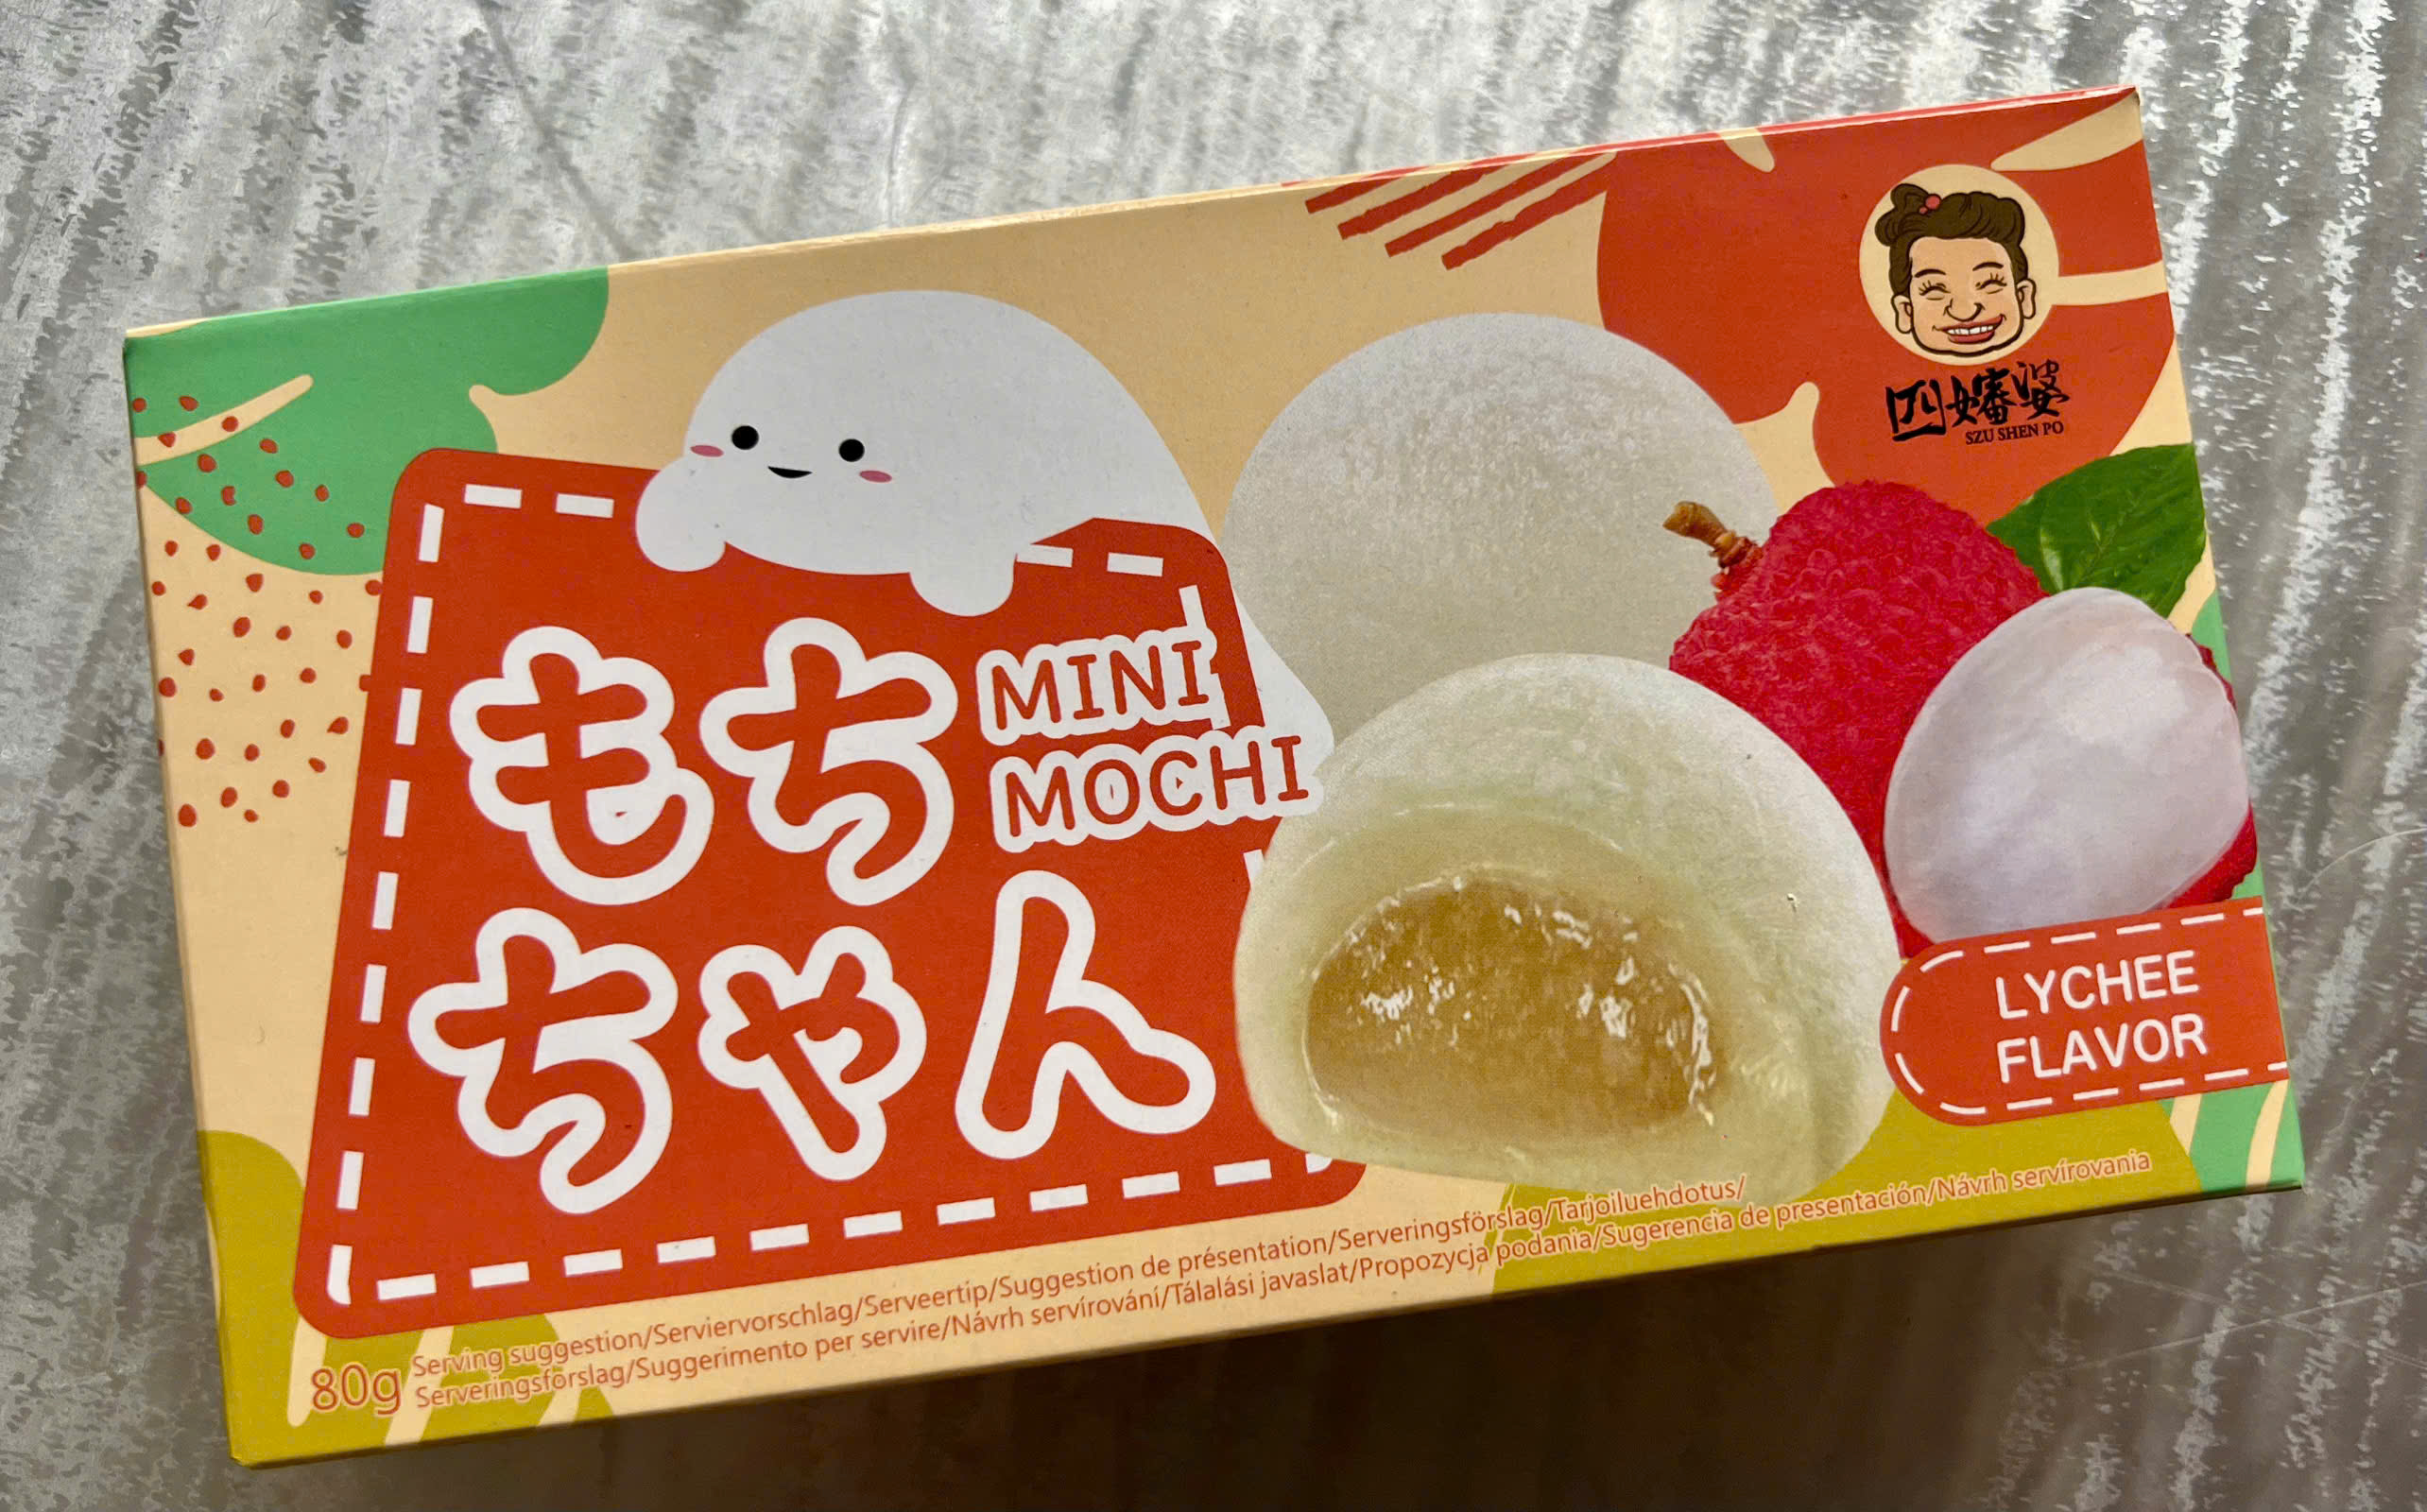 四嬸婆
SZU SHEN PO
もち
MINI
MOCHI
ちゃん
LYCHEE
FLAVOR
80g
Serving suggestion/Serviervorschlag/Serveertip/Suggestion de présentation/Serveringsförslag/Tarjoiluehdotus/
Serveringsförslag/Suggerimento per servire/Návrh servírování/Tálalási javaslat/Propozycja podania/Sugerencia de presentación/Návrh servírovania